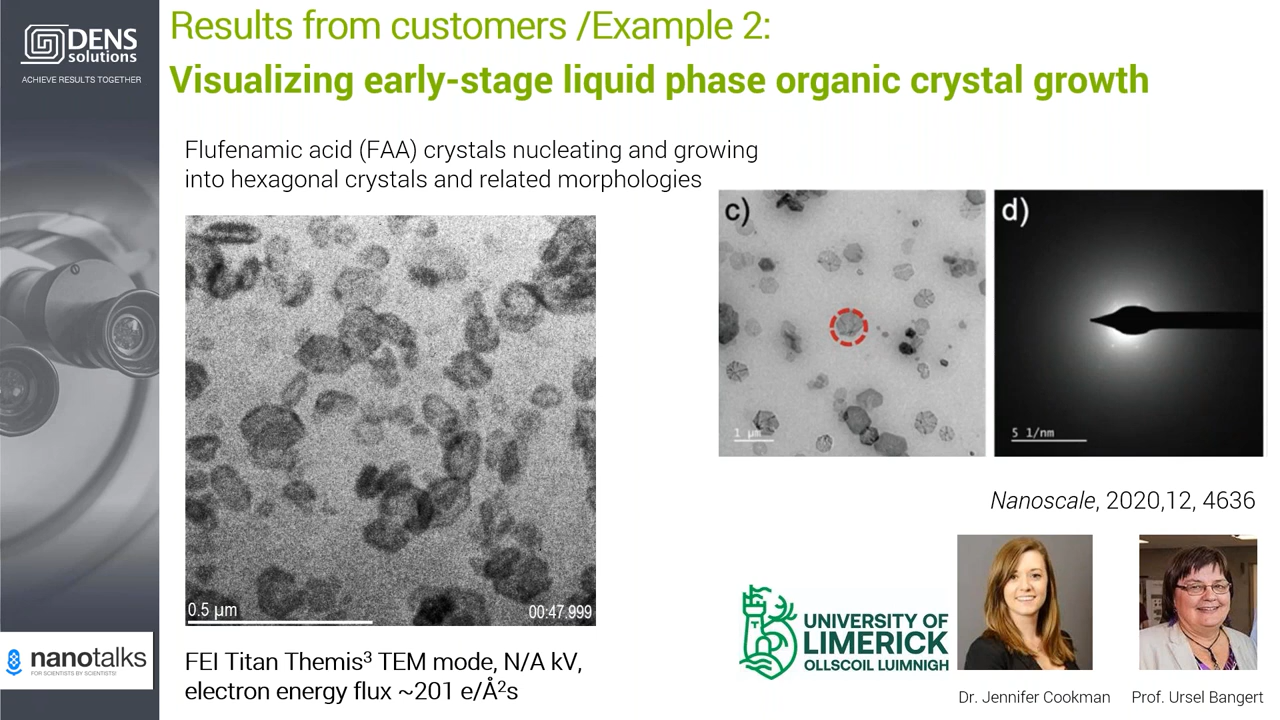 DENS
solutions
ACHIEVE RESULTS TOGETHER
Results from customers /Example 2:
Visualizing early-stage liquid phase organic crystal growth
Flufenamic acid (FAA) crystals nucleating and growing
into hexagonal crystals and related morphologies
0.5 µm
00:47.999
c)
1 µm
d)
5 1/nm
Nanoscale, 2020,12, 4636
FEI Titan Themis³ TEM mode, N/A kV,
electron energy flux ~201 e/Å²s
UNIVERSITY OF
LIMERICK
OLLSCOIL LUIMNIGH
Dr. Jennifer Cookman
Prof. Ursel Bangert
nanotalks
FOR SCIENTISTS BY SCIENTISTS!